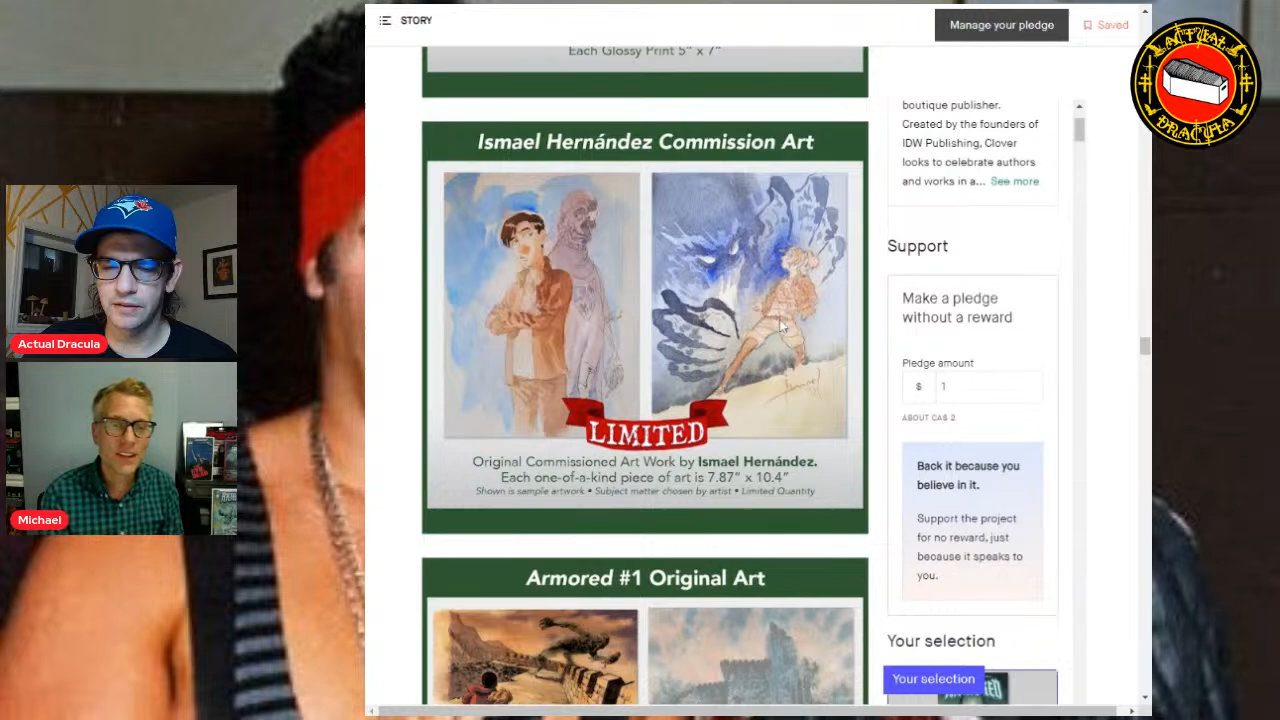 STORY
Manage your pledge
Saved
Each Glossy Print 5" x 7"
Ismael Hernández Commission Art
LIMITED
Original Commissioned Art Work by Ismael Hernández.
Each one-of-a-kind piece of art is 7.87" x 10.4"
Shown is sample artwork • Subject matter chosen by artist • Limited Quantity
Armored #1 Original Art
boutique publisher.
Created by the founders of
IDW Publishing, Clover
looks to celebrate authors
and works in a... See more
Support
Make a pledge
without a reward
Pledge amount
$ 1
ABOUT CA$ 2
Back it because you
believe in it.
Support the project
for no reward, just
because it speaks to
you.
Your selection
Your selection
ACTUAL
DRACULA
Actual Dracula
Michael